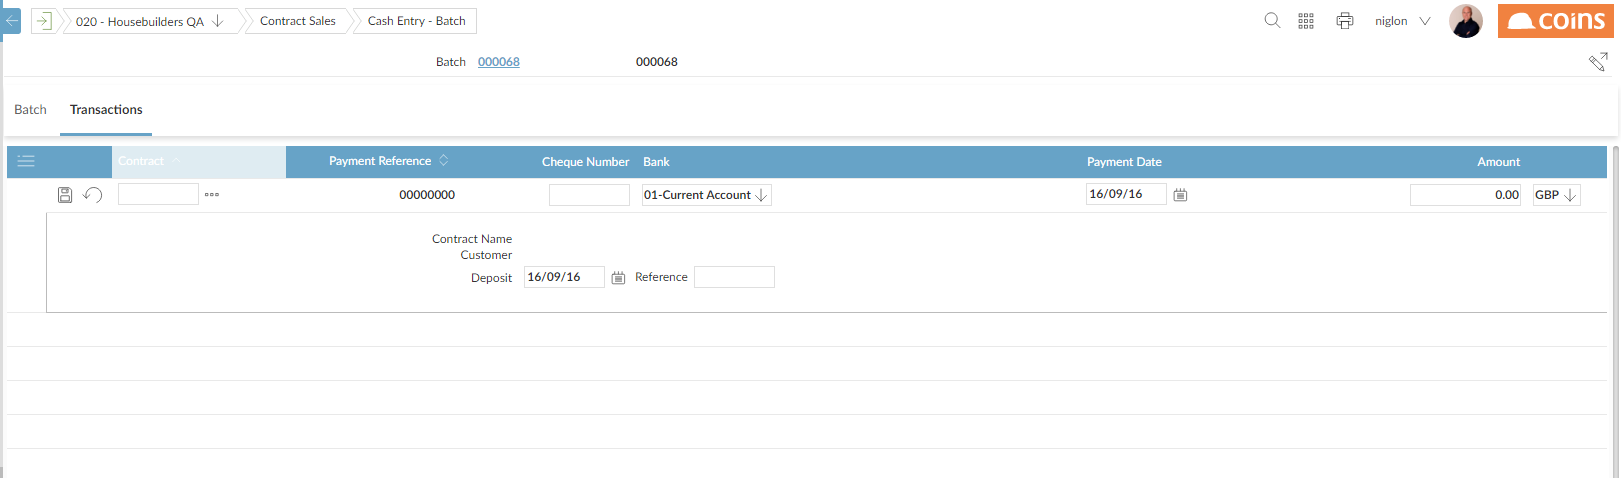 020 - Housebuilders QA Contract Sales Cash Entry - Batch niglon coins
Batch 000068 000068
Batch Transactions
Contract Payment Reference Cheque Number Bank Payment Date Amount
00000000 01-Current Account 16/09/16 0.00 GBP
Contract Name
Customer
Deposit 16/09/16 Reference